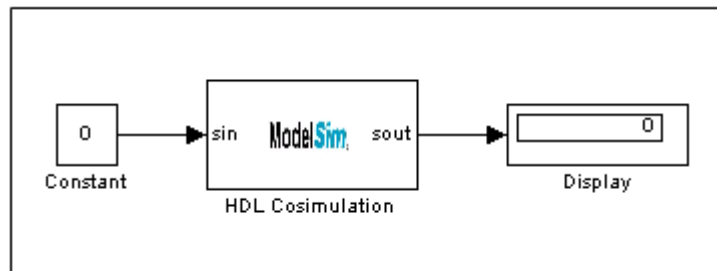 0
sin
ModelSim
sout
0
Constant
HDL Cosimulation
Display